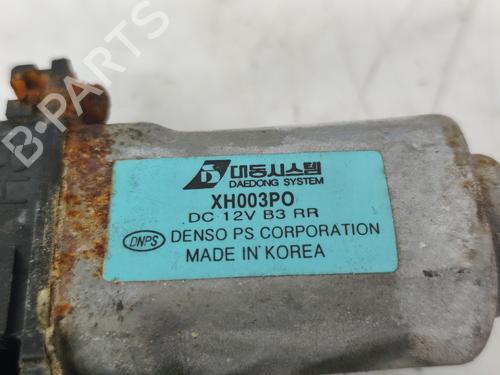 B-PARTS
대동시스템
DAEDONG SYSTEM
XH003PO
DC 12V B3 RR
DNPS DENSO PS CORPORATION
MADE IN KOREA